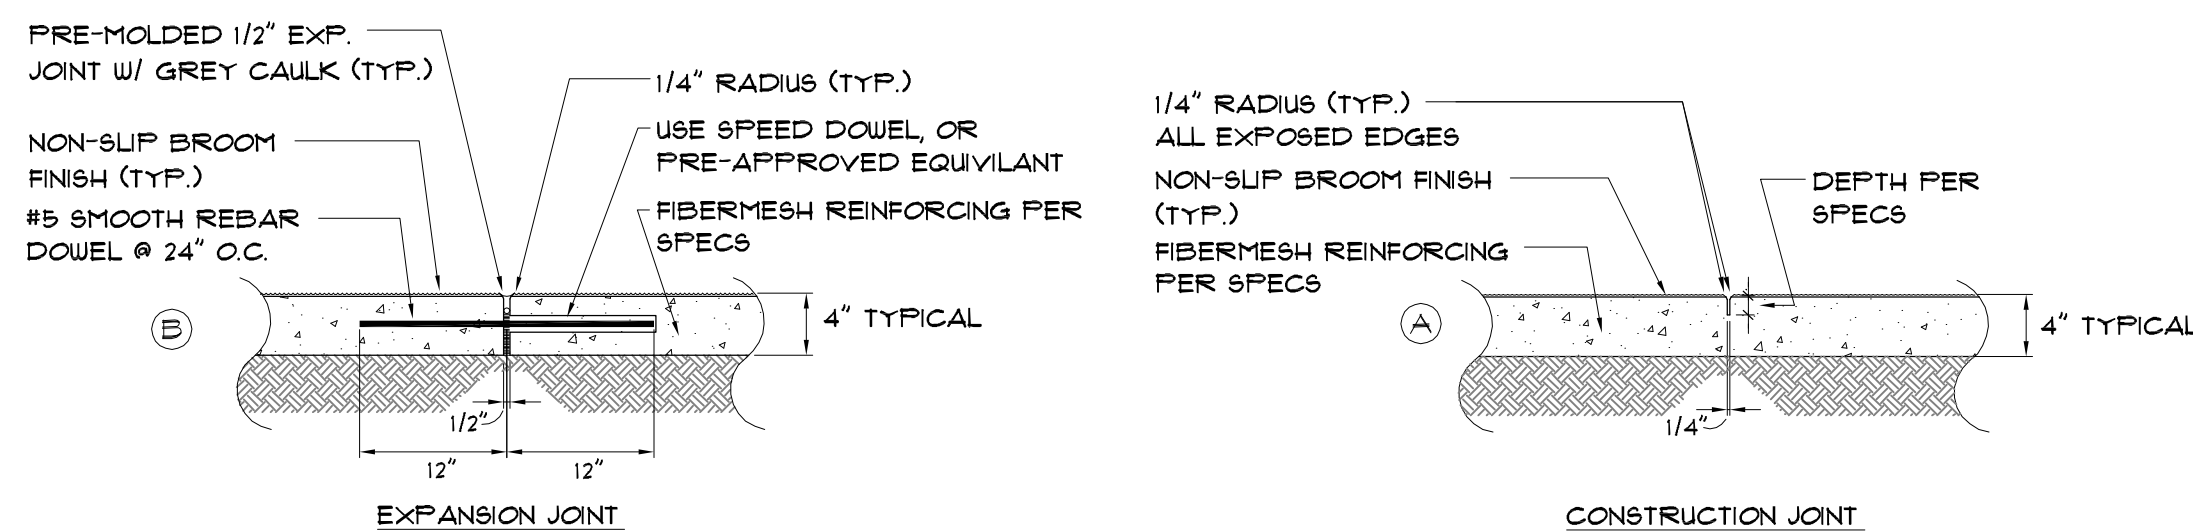 PRE-MOLDED 1/2" EXP.
JOINT W/ GREY CAULK (TYP.)
NON-SLIP BROOM
FINISH (TYP.)
#5 SMOOTH REBAR
DOWEL @ 24" O.C.
1/4" RADIUS (TYP.)
USE SPEED DOWEL, OR
PRE-APPROVED EQUIVILANT
FIBERMESH REINFORCING PER
SPECS
B
4" TYPICAL
1/2"
12"
12"
EXPANSION JOINT
1/4" RADIUS (TYP.)
ALL EXPOSED EDGES
NON-SLIP BROOM FINISH
(TYP.)
FIBERMESH REINFORCING
PER SPECS
DEPTH PER
SPECS
A
4" TYPICAL
1/4"
CONSTRUCTION JOINT